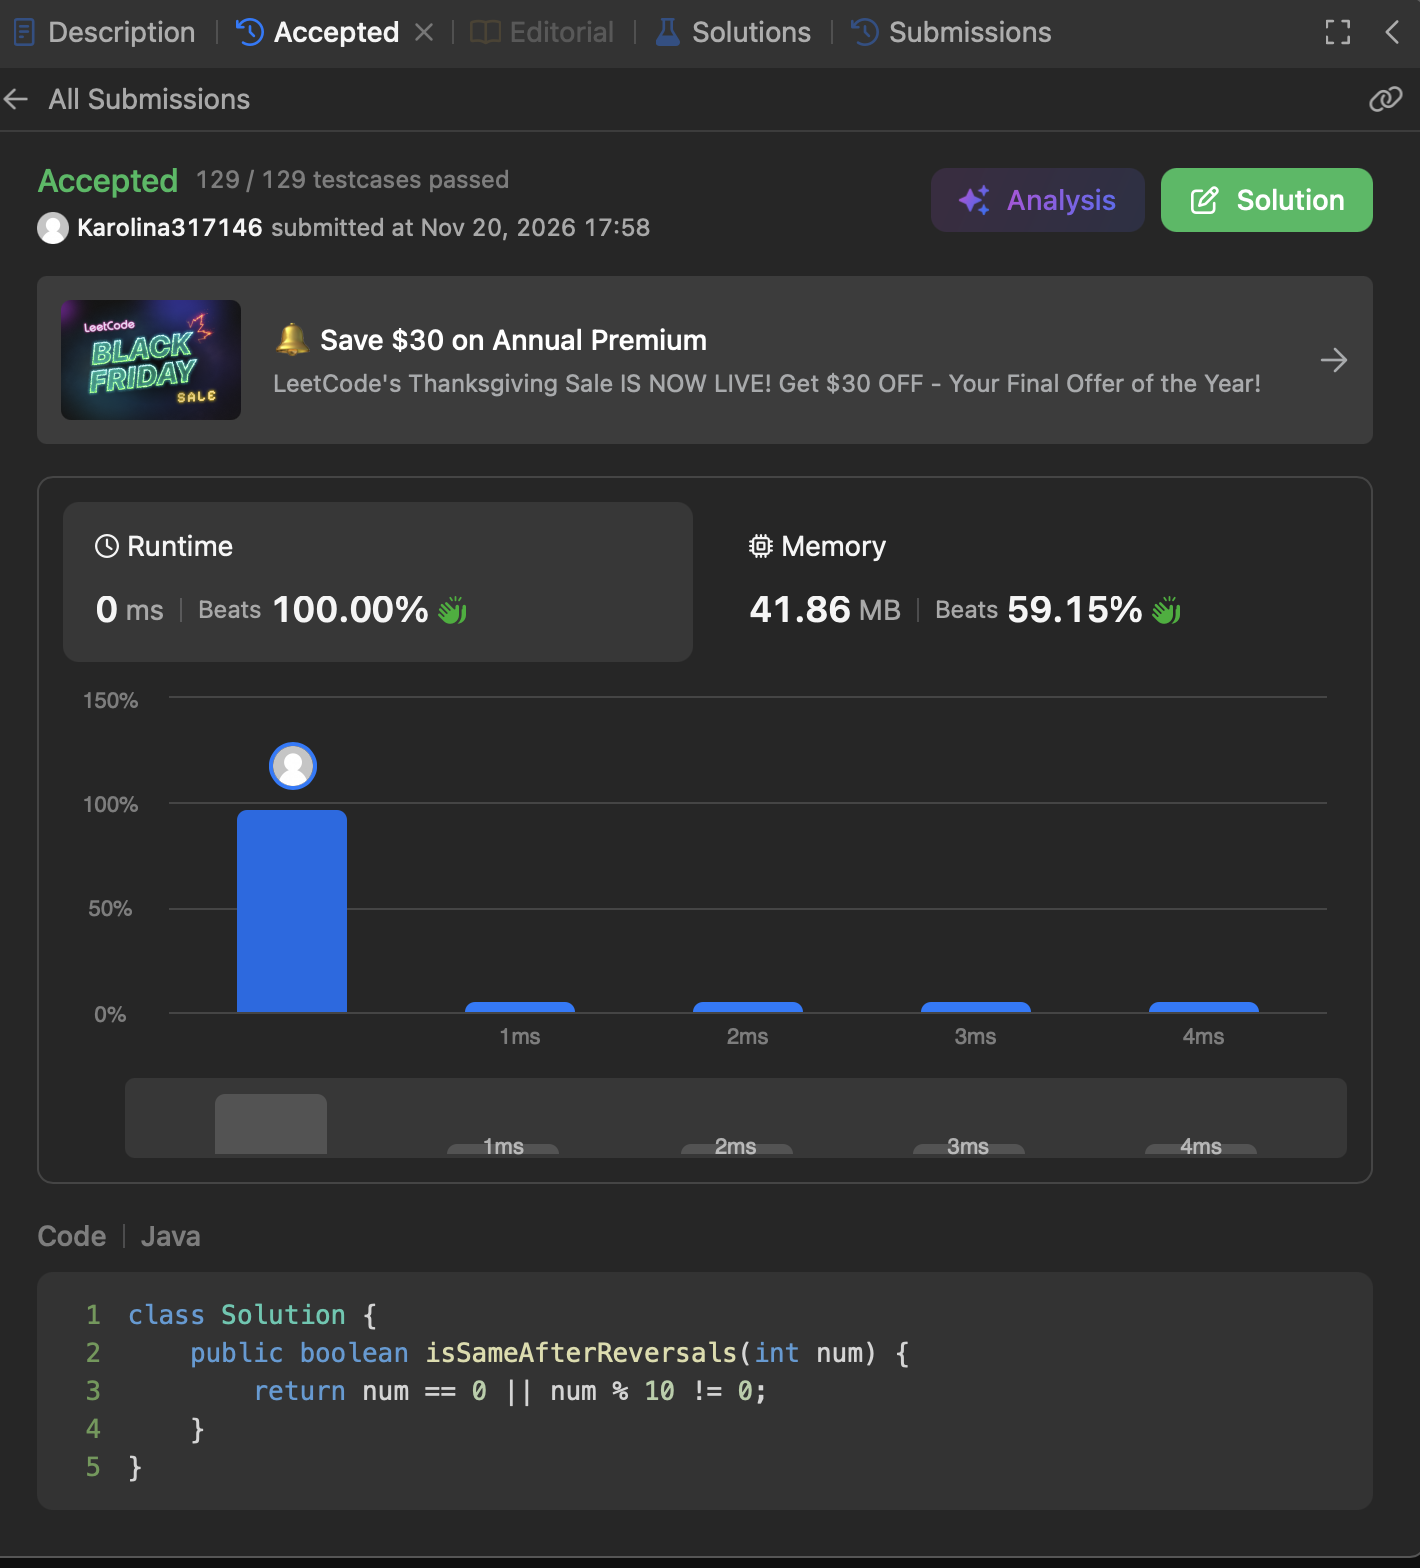 Description
Accepted
Editorial
Solutions
Submissions
All Submissions
Accepted 129 / 129 testcases passed
Karolina317146 submitted at Nov 20, 2026 17:58
Analysis
Solution
LeetCode
BLACK
FRIDAY
SALE
Save $30 on Annual Premium
LeetCode's Thanksgiving Sale IS NOW LIVE! Get $30 OFF - Your Final Offer of the Year!
Runtime
0 ms | Beats 100.00%
Memory
41.86 MB | Beats 59.15%
150%
100%
50%
0%
1ms 2ms 3ms 4ms
1ms 2ms 3ms 4ms
Code | Java
1 class Solution {
2     public boolean isSameAfterReversals(int num) {
3         return num == 0 || num % 10 != 0;
4     }
5 }